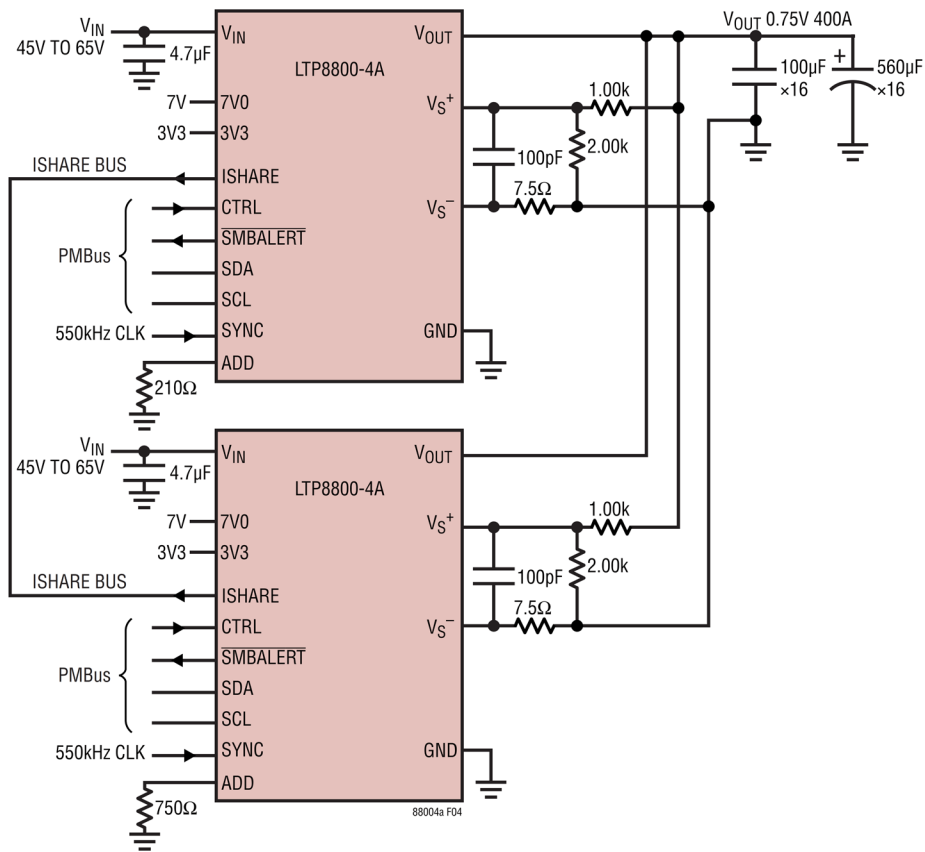 VIN
45V TO 65V
4.7µF
VIN
VOUT
VOUT 0.75V 400A
LTP8800-4A
100µF
×16
+
560µF
×16
7V
7V0
VS+
1.00k
3V3
3V3
100pF
2.00k
ISHARE BUS
ISHARE
7.5Ω
VS–
CTRL
PMBus
SMBALERT
SDA
SCL
550kHz CLK
SYNC
GND
ADD
210Ω
VIN
45V TO 65V
4.7µF
VIN
VOUT
LTP8800-4A
7V
7V0
VS+
1.00k
3V3
3V3
100pF
2.00k
ISHARE BUS
ISHARE
7.5Ω
VS–
CTRL
PMBus
SMBALERT
SDA
SCL
550kHz CLK
SYNC
GND
ADD
750Ω
88004a F04